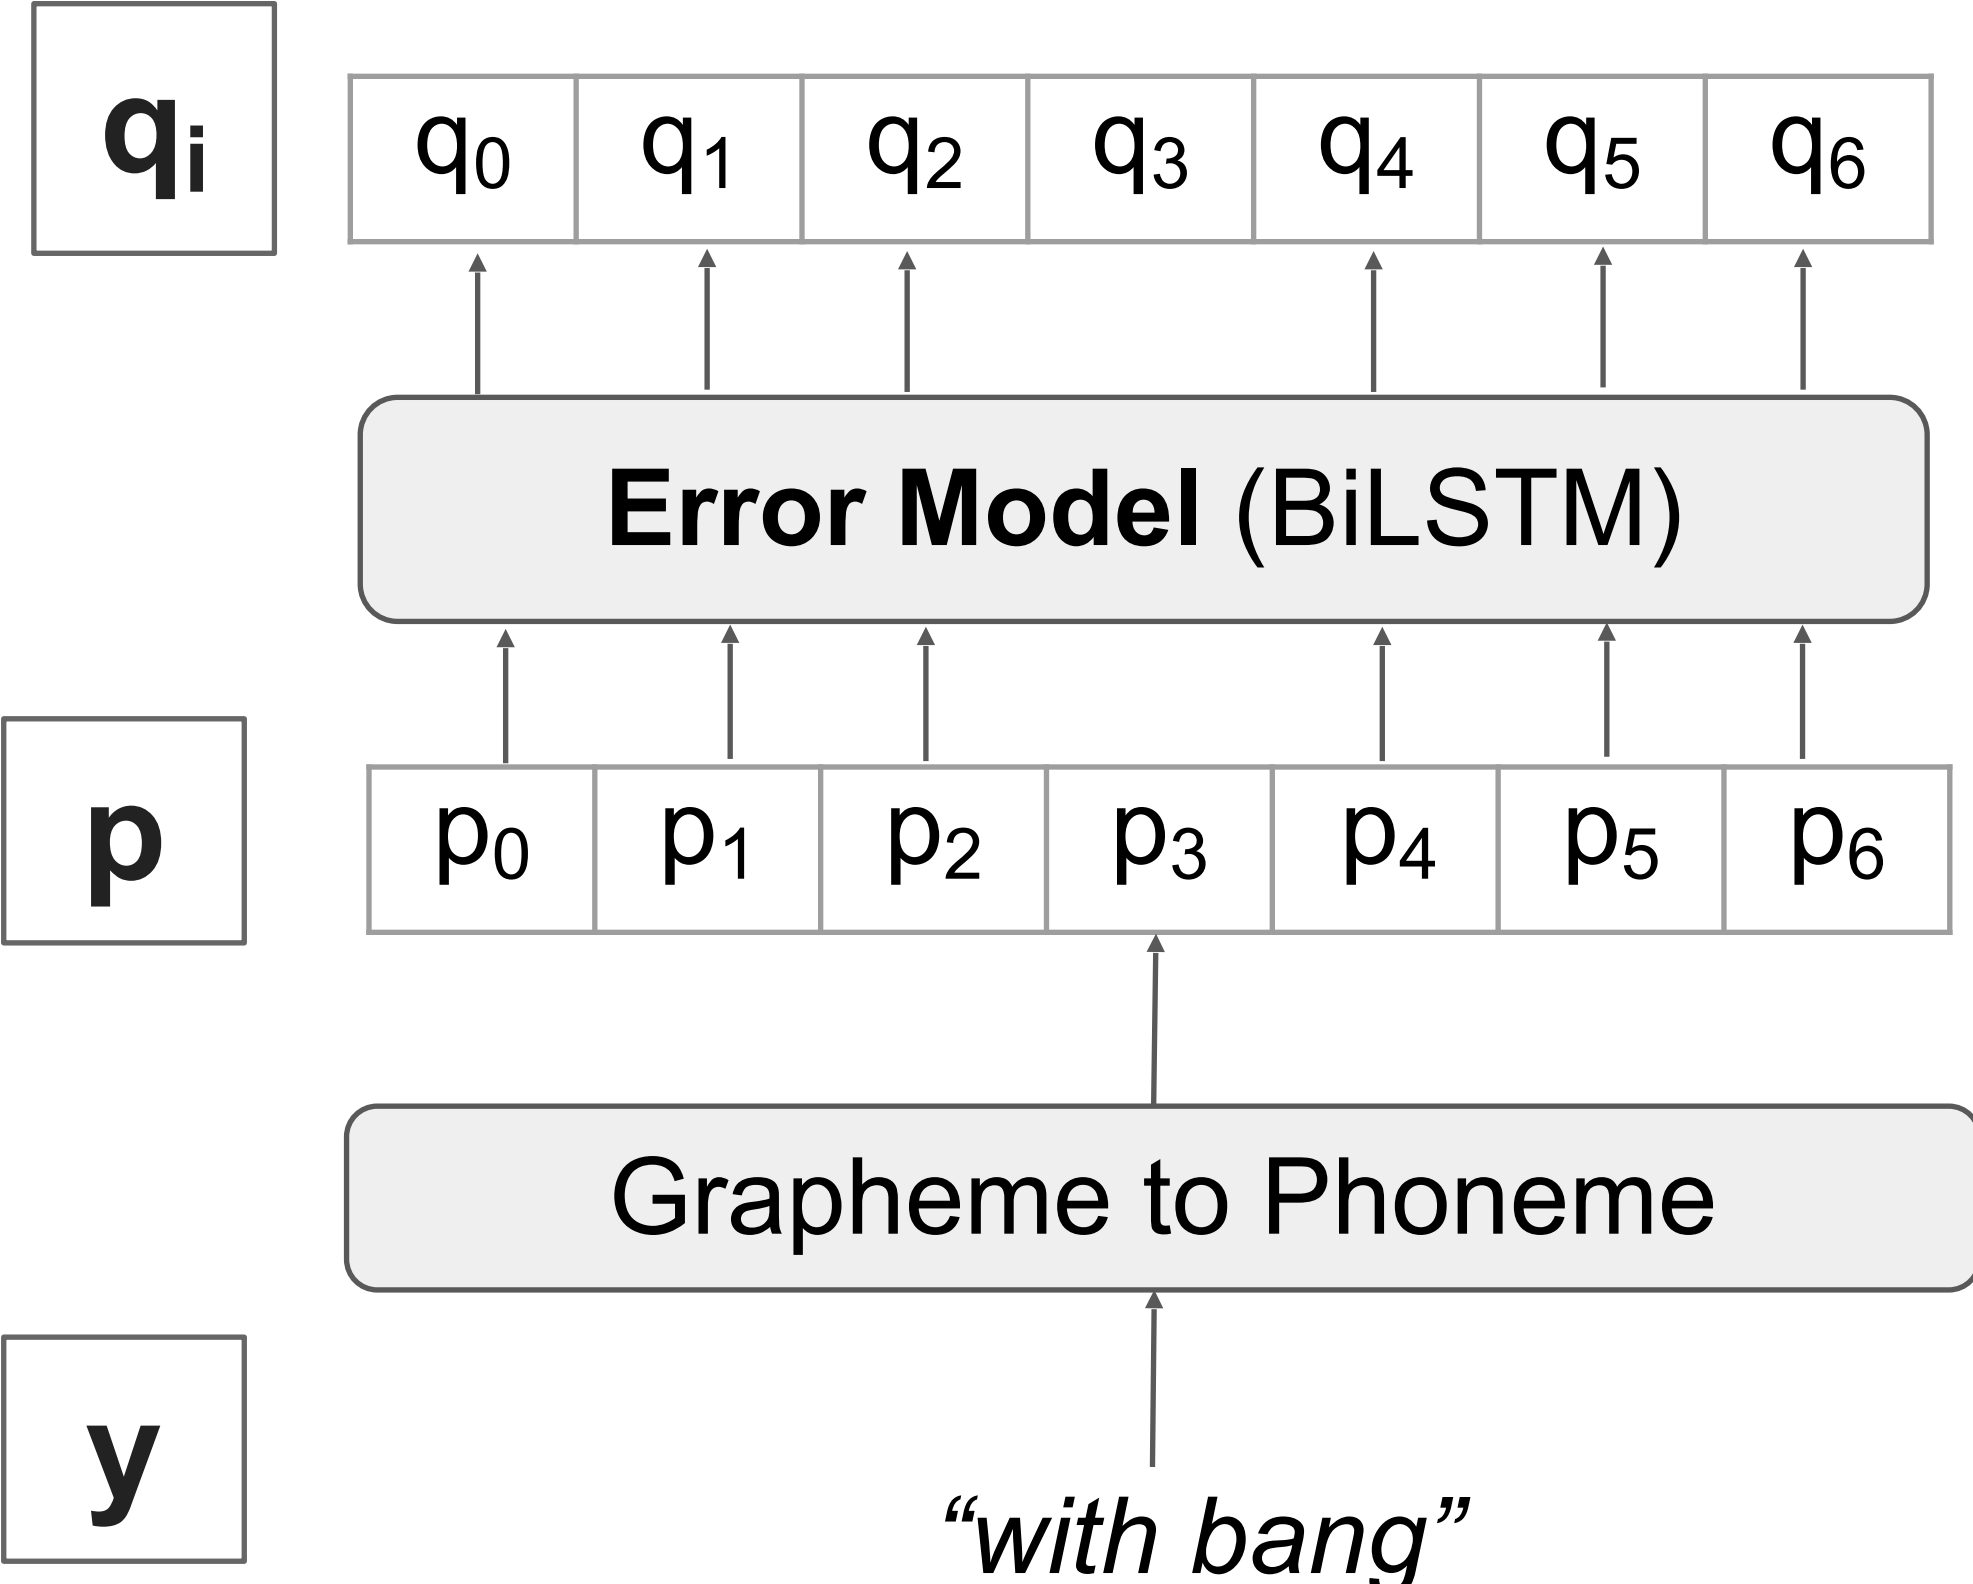 qᵢ
q₀ q₁ q₂ q₃ q₄ q₅ q₆
Error Model (BiLSTM)
p
p₀ p₁ p₂ p₃ p₄ p₅ p₆
Grapheme to Phoneme
y
“with bang”